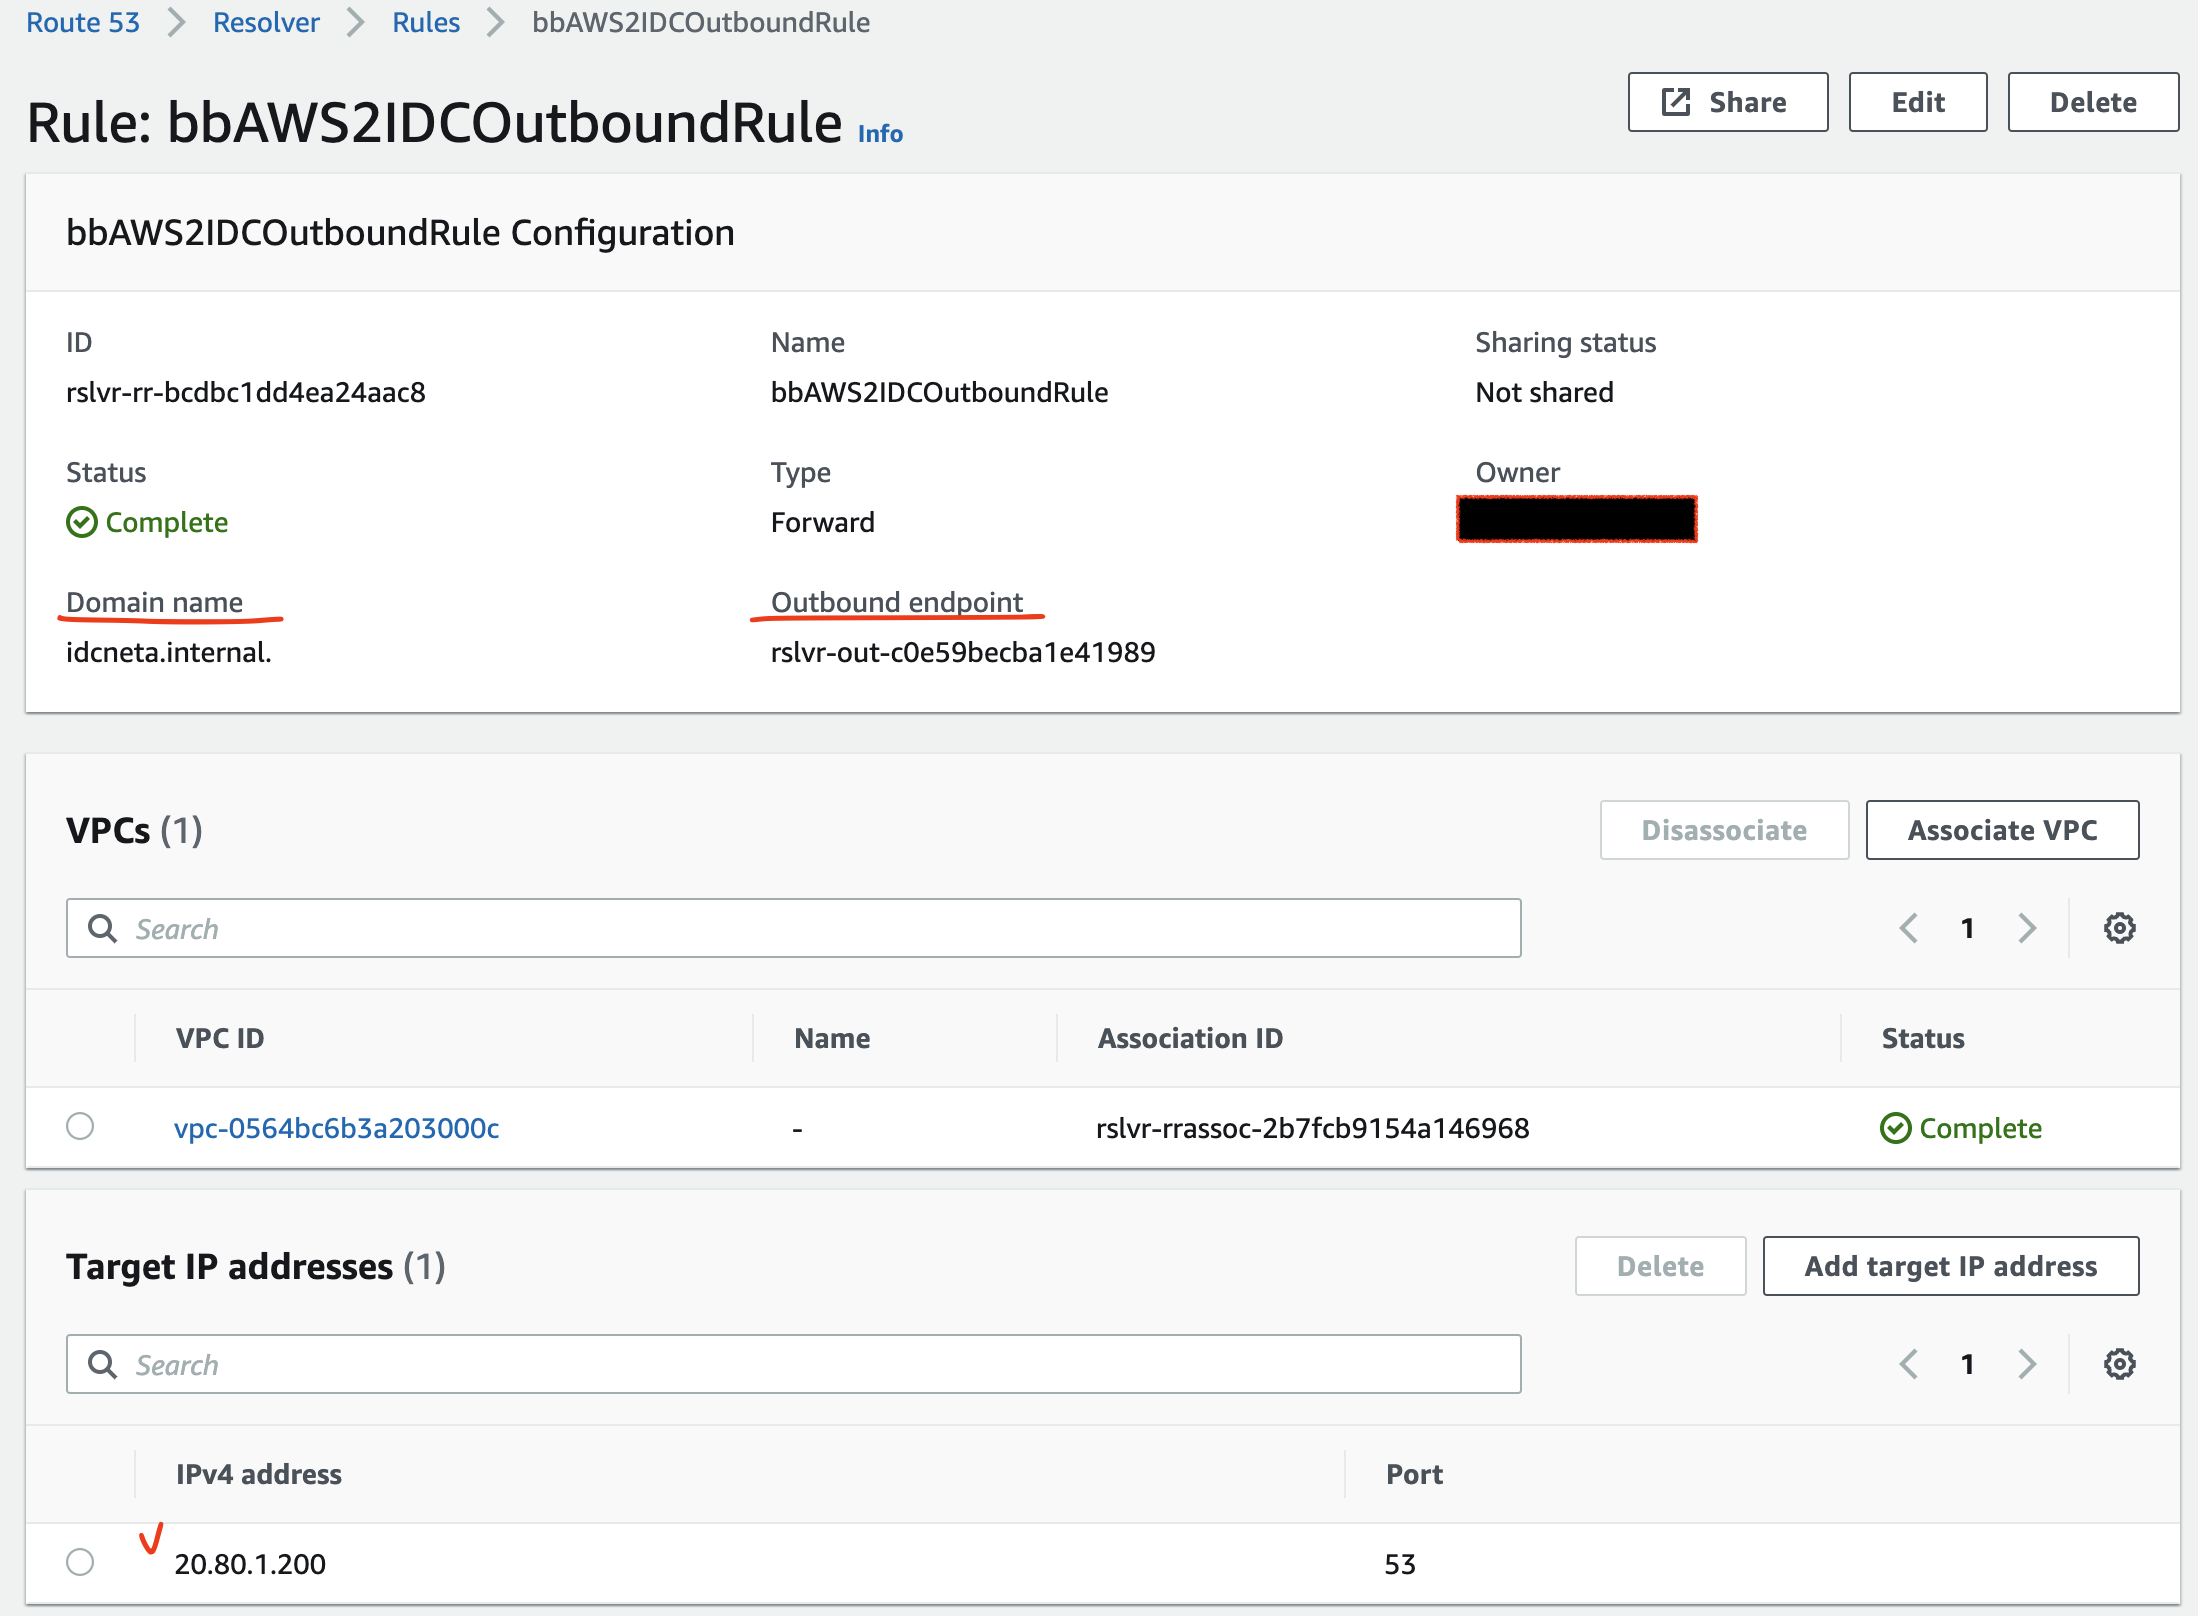 Route 53 Resolver Rules bbAWS2IDCOutboundRule
Rule: bbAWS2IDCOutboundRule Info
Share Edit Delete
bbAWS2IDCOutboundRule Configuration
ID Name Sharing status
rslvr-rr-bcdbc1dd4ea24aac8 bbAWS2IDCOutboundRule Not shared
Status Type Owner
Complete Forward
Domain name Outbound endpoint
idcneta.internal. rslvr-out-c0e59becba1e41989
VPCs (1) Disassociate Associate VPC
Search 1
VPC ID Name Association ID Status
vpc-0564bc6b3a203000c - rslvr-rrassoc-2b7fcb9154a146968 Complete
Target IP addresses (1) Delete Add target IP address
Search 1
IPv4 address Port
20.80.1.200 53